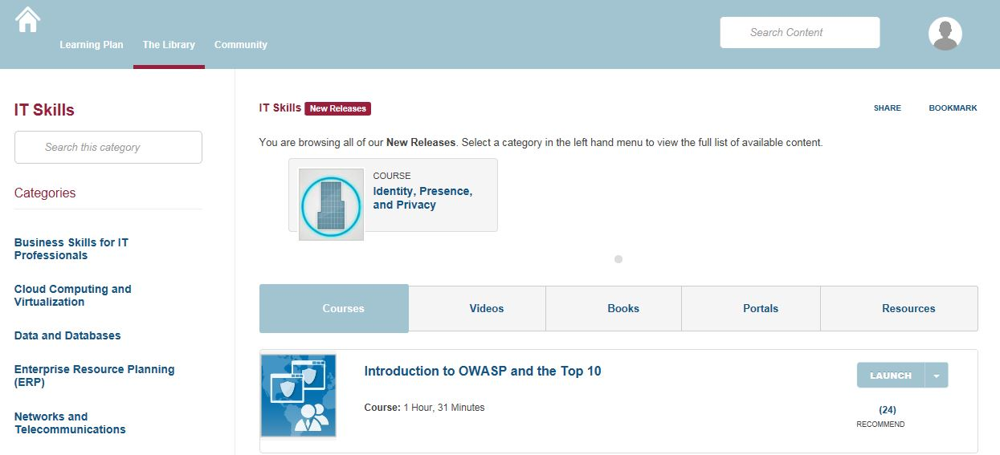 Learning Plan The Library Community
Search Content
IT Skills
Search this category
Categories
Business Skills for IT
Professionals
Cloud Computing and
Virtualization
Data and Databases
Enterprise Resource Planning
(ERP)
Networks and
Telecommunications
IT Skills New Releases
SHARE BOOKMARK
You are browsing all of our New Releases. Select a category in the left hand menu to view the full list of available content.
COURSE
Identity, Presence,
and Privacy
Courses Videos Books Portals Resources
Introduction to OWASP and the Top 10
Course: 1 Hour, 31 Minutes
LAUNCH
(24)
RECOMMEND